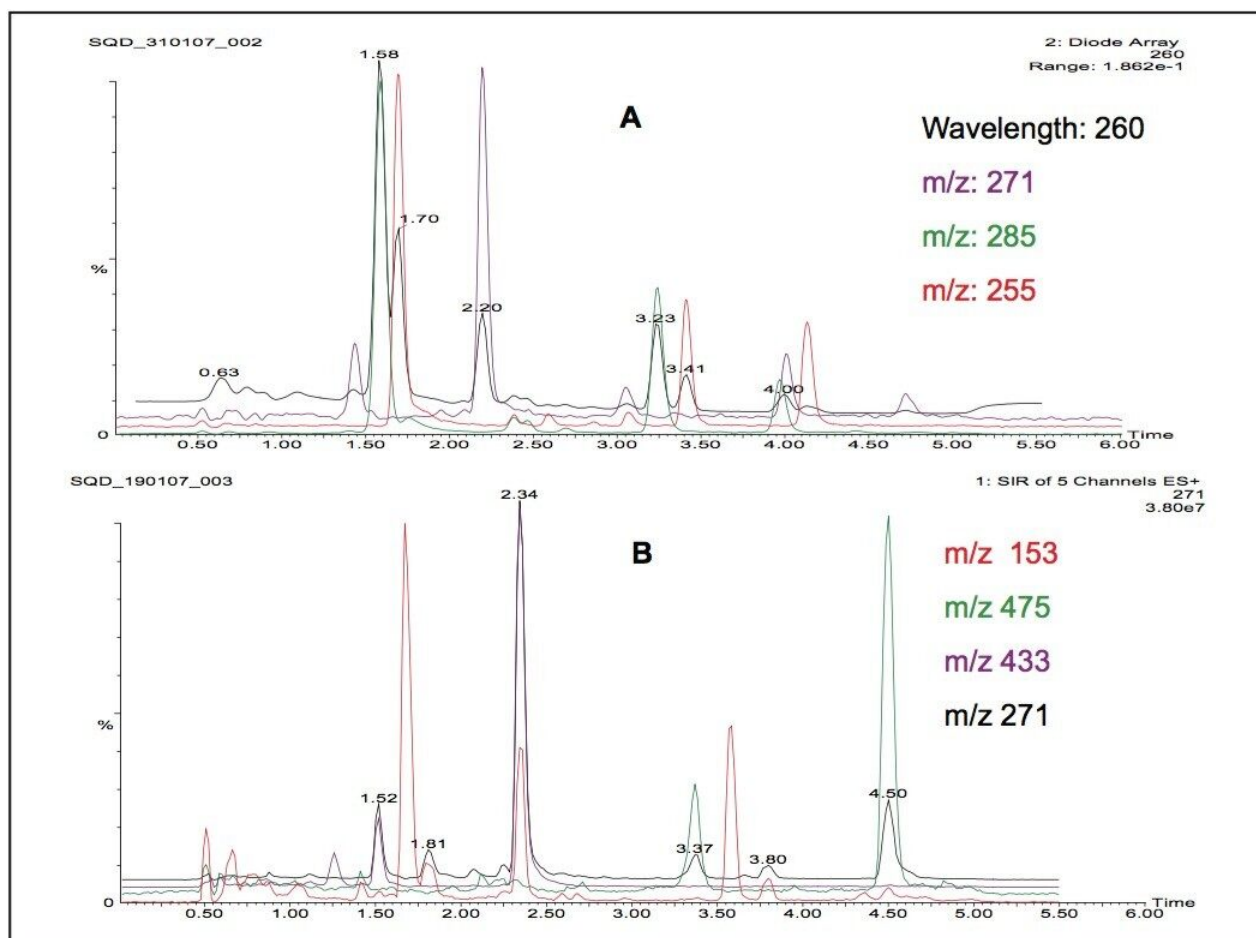 SQD_310107_002
2: Diode Array
260
Range: 1.862e-1
A
Wavelength: 260
m/z: 271
m/z: 285
m/z: 255
1.58
1.70
2.20
%
3.23
0.63
3.41
4.00
0
1.00 1.50 2.00 2.50 3.00 3.50 4.00 4.50 5.00 5.50 6.00
Time
SQD_190107_003
1: SIR of 5 Channels ES+
271
3.80e7
2.34
B
m/z 153
m/z 475
m/z 433
m/z 271
%
1.52
4.50
1.81
3.37
3.80
0
0.50 1.00 1.50 2.00 2.50 3.00 3.50 4.00 4.50 5.00 5.50 6.00
Time